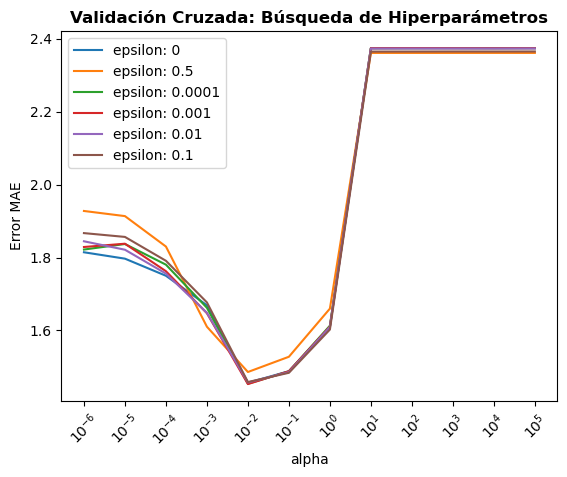 Validación Cruzada: Búsqueda de Hiperparámetros
epsilon: 0
epsilon: 0.5
epsilon: 0.0001
epsilon: 0.001
epsilon: 0.01
epsilon: 0.1
Error MAE
2.4
2.2
2.0
1.8
1.6
10⁻⁶ 10⁻⁵ 10⁻⁴ 10⁻³ 10⁻² 10⁻¹ 10⁰ 10¹ 10² 10³ 10⁴ 10⁵
alpha